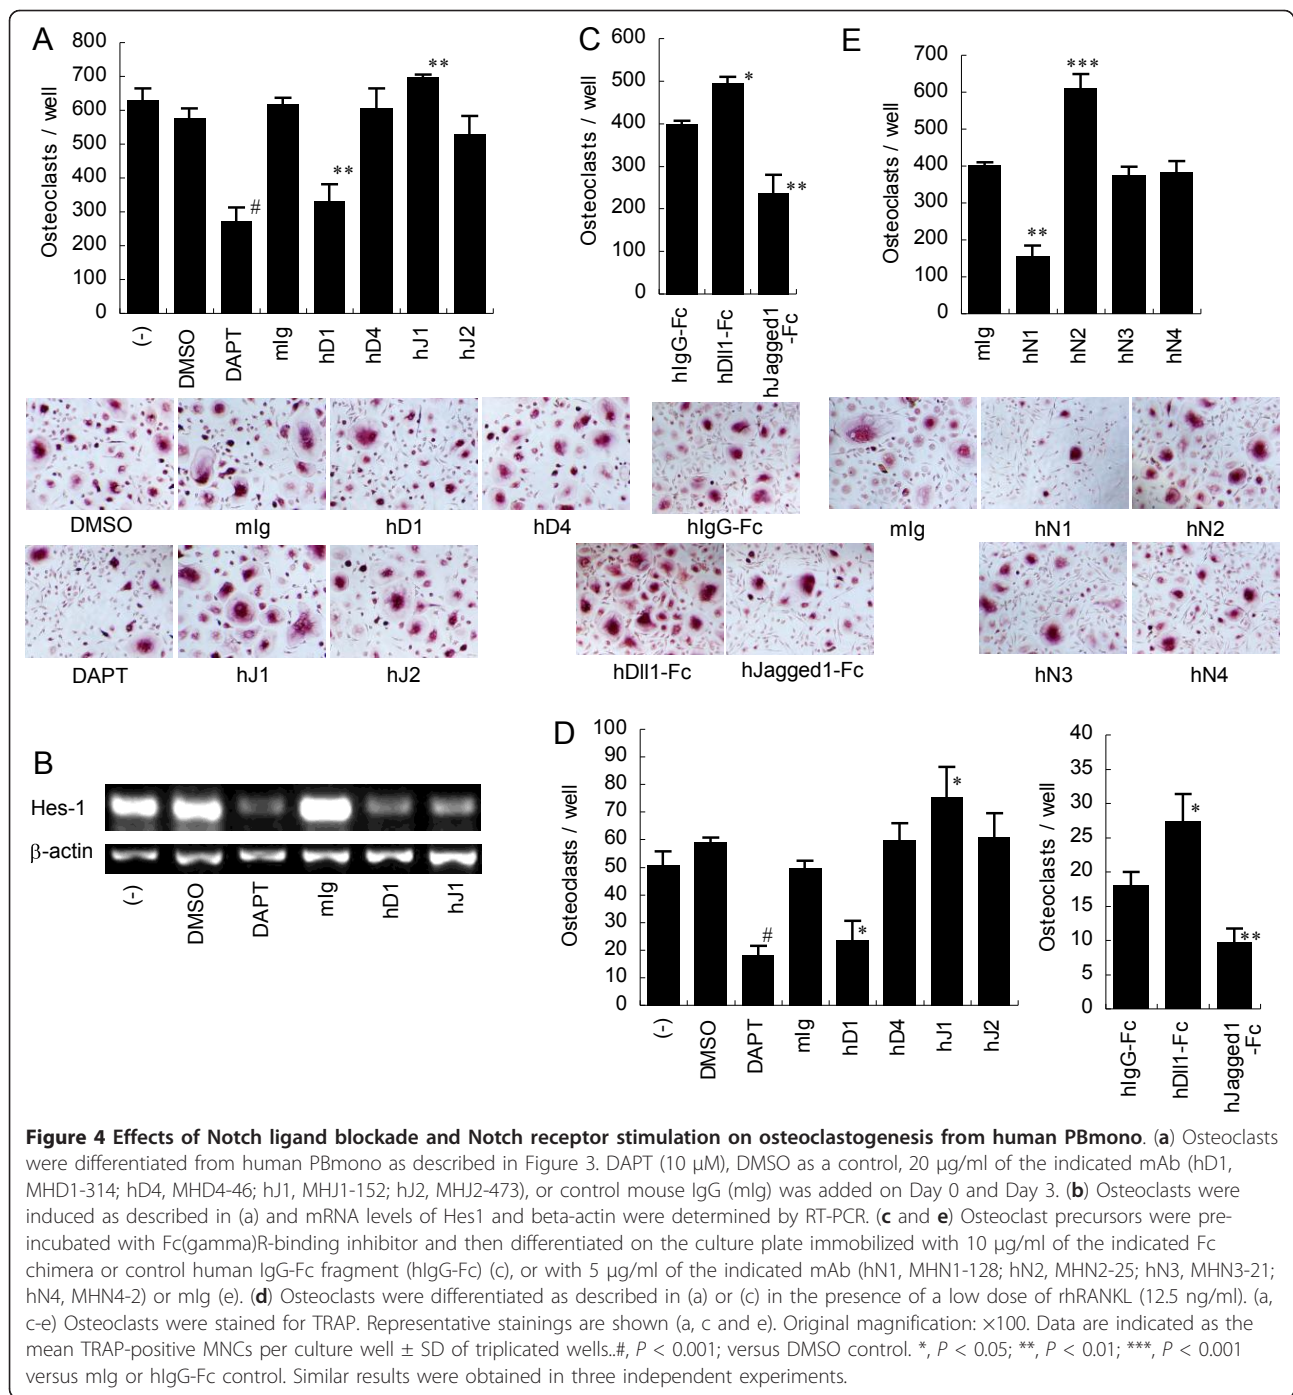 A
Osteoclasts / well
800
700
600
500
400
300
200
100
0
#
**
**
(-)
DMSO
DAPT
mIg
hD1
hD4
hJ1
hJ2
C
Osteoclasts / well
600
500
400
300
200
100
0
*
**
hIgG-Fc
hDll1-Fc
hJagged1
-Fc
E
Osteoclasts / well
700
600
500
400
300
200
100
0
**
***
mIg
hN1
hN2
hN3
hN4
DMSO
mIg
hD1
hD4
hIgG-Fc
mIg
hN1
hN2
DAPT
hJ1
hJ2
hDll1-Fc
hJagged1-Fc
hN3
hN4
B
Hes-1
β-actin
(-)
DMSO
DAPT
mIg
hD1
hJ1
D
Osteoclasts / well
100
90
80
70
60
50
40
30
20
10
0
#
*
*
(-)
DMSO
DAPT
mIg
hD1
hD4
hJ1
hJ2
Osteoclasts / well
40
35
30
25
20
15
10
5
0
*
**
hIgG-Fc
hDll1-Fc
hJagged1
-Fc
Figure 4 Effects of Notch ligand blockade and Notch receptor stimulation on osteoclastogenesis from human PBmono. (a) Osteoclasts
were differentiated from human PBmono as described in Figure 3. DAPT (10 μM), DMSO as a control, 20 μg/ml of the indicated mAb (hD1,
MHD1-314; hD4, MHD4-46; hJ1, MHJ1-152; hJ2, MHJ2-473), or control mouse IgG (mIg) was added on Day 0 and Day 3. (b) Osteoclasts were
induced as described in (a) and mRNA levels of Hes1 and beta-actin were determined by RT-PCR. (c and e) Osteoclast precursors were pre-
incubated with Fc(gamma)R-binding inhibitor and then differentiated on the culture plate immobilized with 10 μg/ml of the indicated Fc
chimera or control human IgG-Fc fragment (hIgG-Fc) (c), or with 5 μg/ml of the indicated mAb (hN1, MHN1-128; hN2, MHN2-25; hN3, MHN3-21;
hN4, MHN4-2) or mIg (e). (d) Osteoclasts were differentiated as described in (a) or (c) in the presence of a low dose of rhRANKL (12.5 ng/ml). (a,
c-e) Osteoclasts were stained for TRAP. Representative stainings are shown (a, c and e). Original magnification: ×100. Data are indicated as the
mean TRAP-positive MNCs per culture well ± SD of triplicated wells..#, P < 0.001; versus DMSO control. *, P < 0.05; **, P < 0.01; ***, P < 0.001
versus mIg or hIgG-Fc control. Similar results were obtained in three independent experiments.